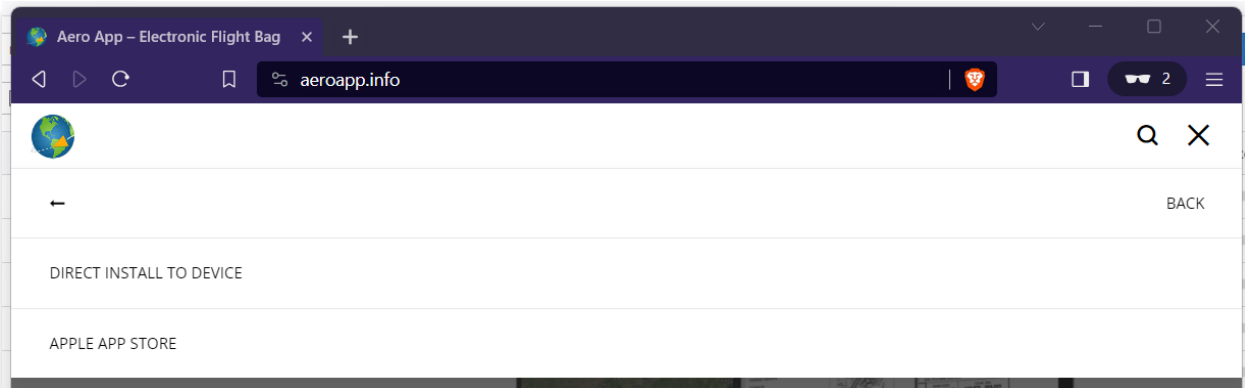 Aero App – Electronic Flight Bag
aeroapp.info
2
BACK
DIRECT INSTALL TO DEVICE
APPLE APP STORE